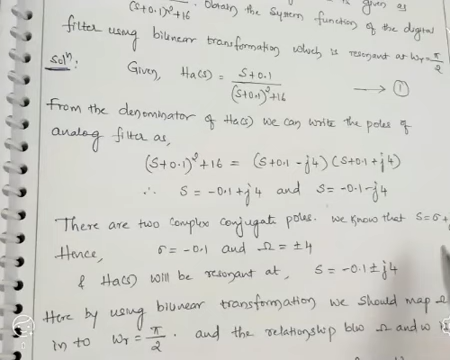 (s+0.1)²+16 . Obtain the system function of the digital
filter using bilinear transformation which is resonant at ωr = π/2
Soln:
Given, Ha(s) = s+0.1 / (s+0.1)²+16 ⟶ ①
From the denominator of Ha(s) we can write the poles of
analog filter as,
(s+0.1)²+16 = (s+0.1-j4)(s+0.1+j4)
∴ s = -0.1+j4 and s = -0.1-j4
There are two complex conjugate poles. we know that s=σ+
Hence, σ = -0.1 and Ω = ±4
& Ha(s) will be resonant at, s = -0.1±j4
Here by using bilinear transformation we should map Ω
in to ωr = π/2 . and the relationship b/w Ω and ω is